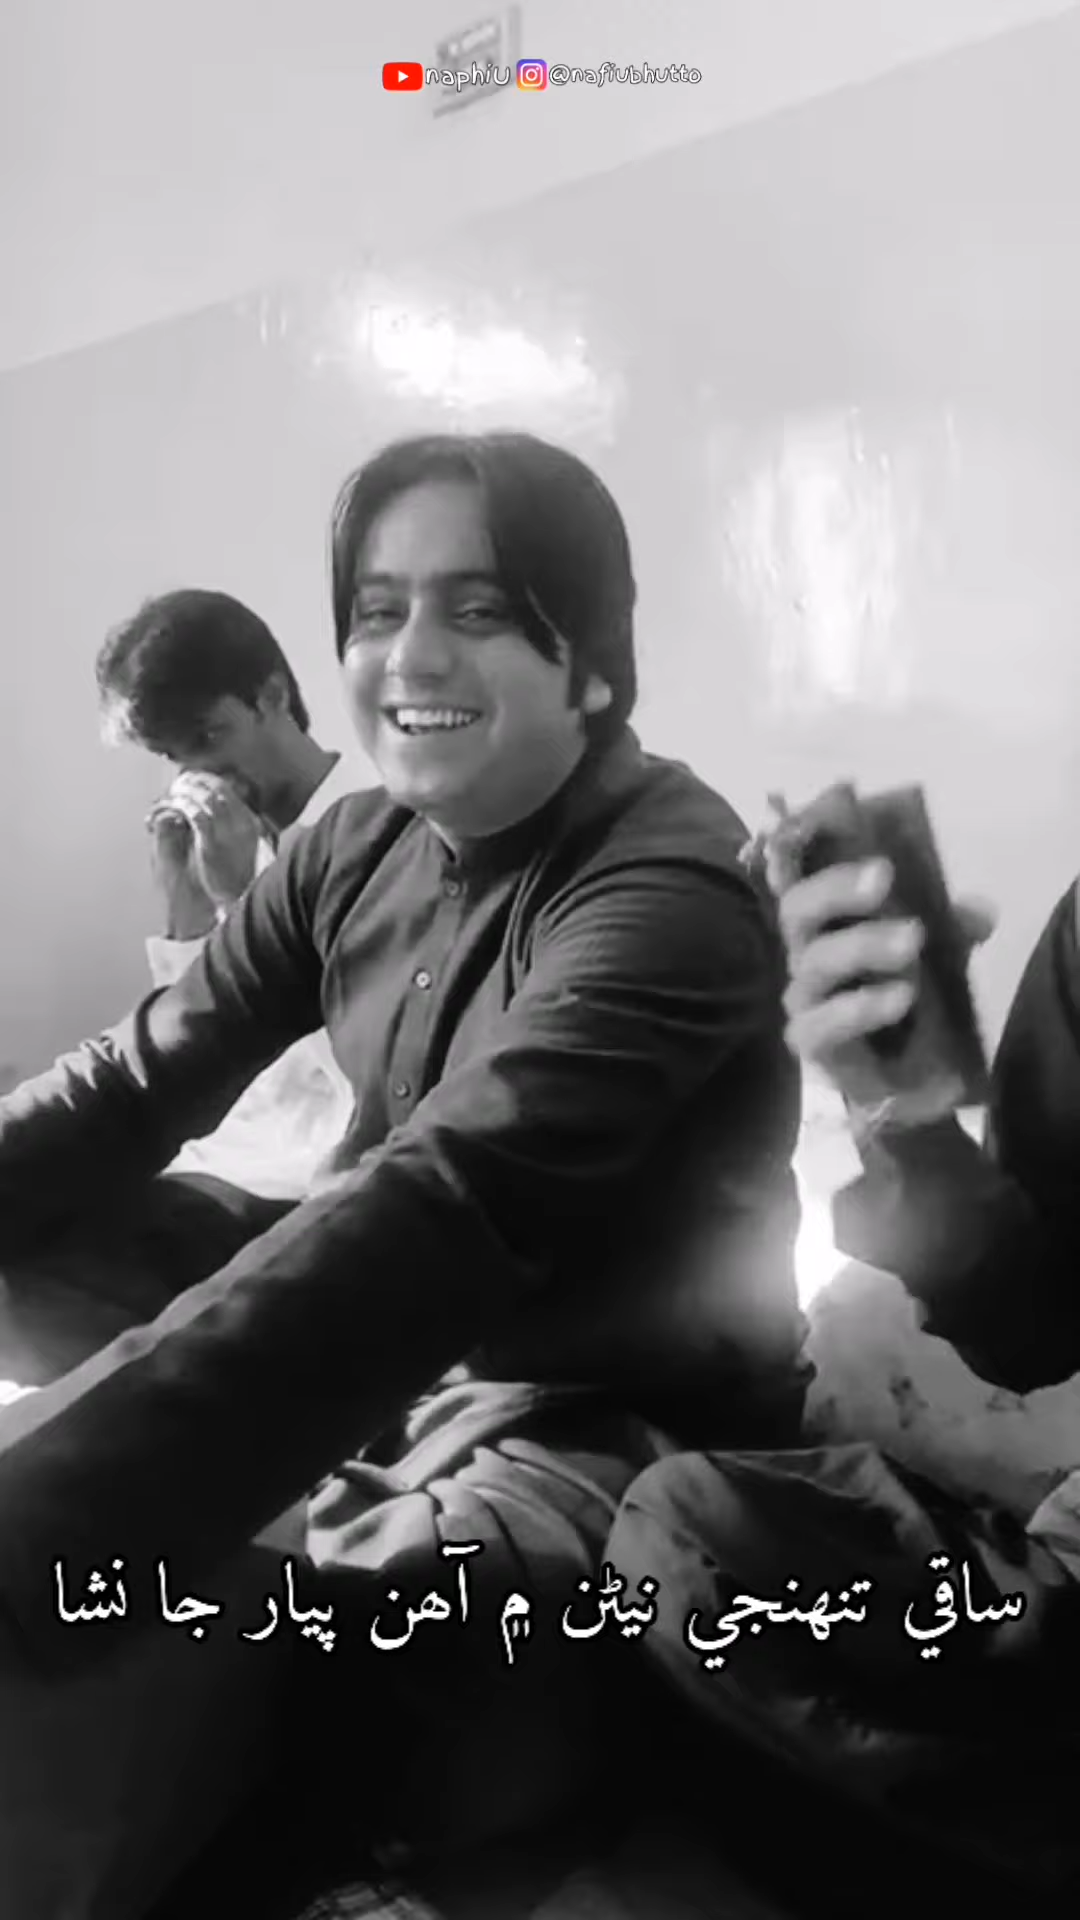 naphiu @nafiubhutto
ساقي تنهنجي نيڻن ۾ آهن پيار جا نشا